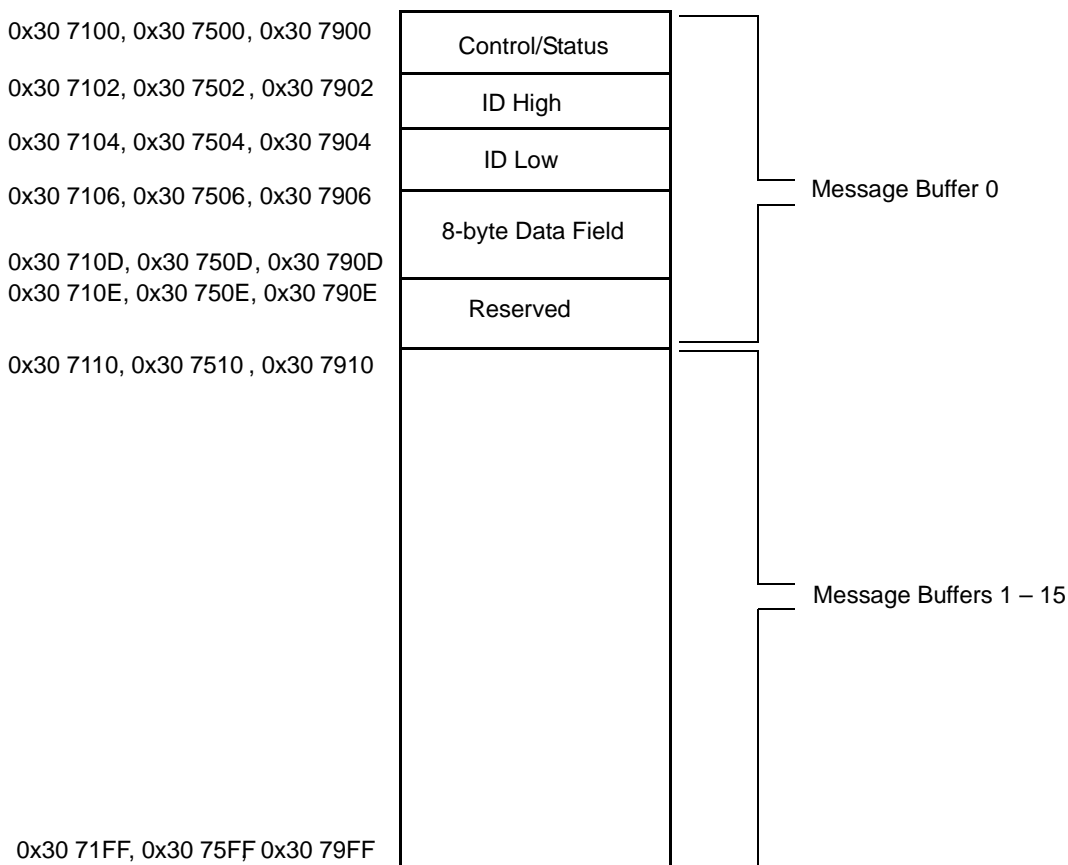 0x30 7100, 0x30 7500, 0x30 7900
Control/Status
0x30 7102, 0x30 7502, 0x30 7902
ID High
0x30 7104, 0x30 7504, 0x30 7904
ID Low
0x30 7106, 0x30 7506, 0x30 7906
Message Buffer 0
8-byte Data Field
0x30 710D, 0x30 750D, 0x30 790D
0x30 710E, 0x30 750E, 0x30 790E
Reserved
0x30 7110, 0x30 7510, 0x30 7910
Message Buffers 1 – 15
0x30 71FF, 0x30 75FF, 0x30 79FF